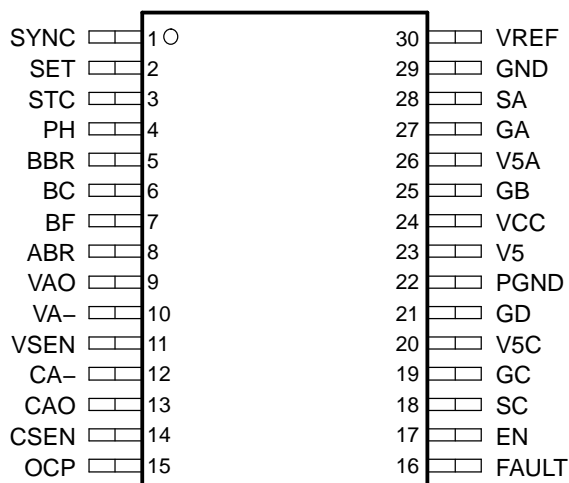 SYNC 1 30 VREF
SET 2 29 GND
STC 3 28 SA
PH 4 27 GA
BBR 5 26 V5A
BC 6 25 GB
BF 7 24 VCC
ABR 8 23 V5
VAO 9 22 PGND
VA– 10 21 GD
VSEN 11 20 V5C
CA– 12 19 GC
CAO 13 18 SC
CSEN 14 17 EN
OCP 15 16 FAULT